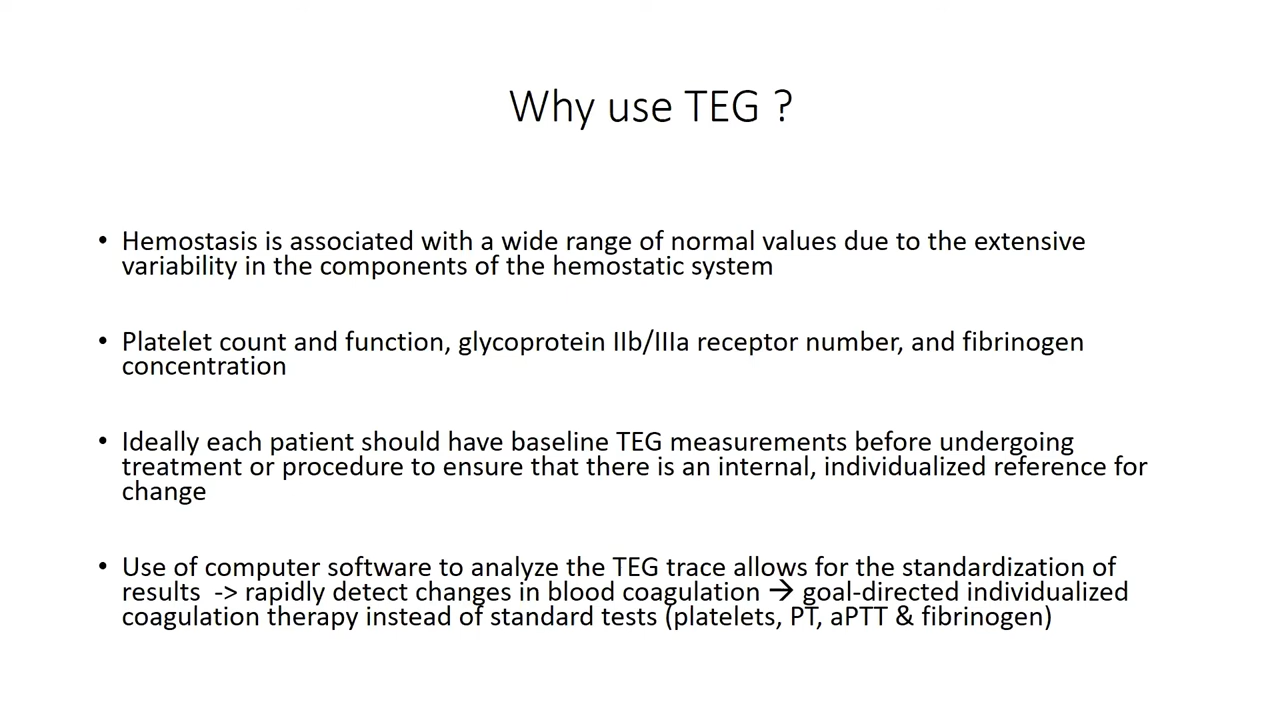 Why use TEG ?
• Hemostasis is associated with a wide range of normal values due to the extensive
variability in the components of the hemostatic system
• Platelet count and function, glycoprotein IIb/IIIa receptor number, and fibrinogen
concentration
• Ideally each patient should have baseline TEG measurements before undergoing
treatment or procedure to ensure that there is an internal, individualized reference for
change
• Use of computer software to analyze the TEG trace allows for the standardization of
results -> rapidly detect changes in blood coagulation → goal-directed individualized
coagulation therapy instead of standard tests (platelets, PT, aPTT & fibrinogen)